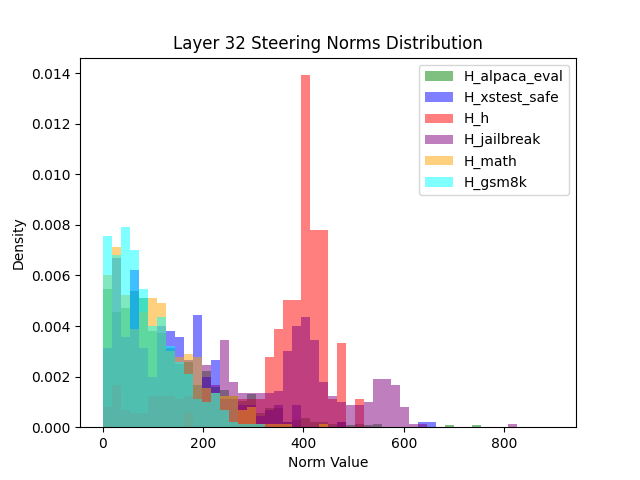 Layer 32 Steering Norms Distribution
0.014
0.012
0.010
0.008
0.006
0.004
0.002
0.000
Density
H_alpaca_eval
H_xstest_safe
H_h
H_jailbreak
H_math
H_gsm8k
0
200
400
600
800
Norm Value